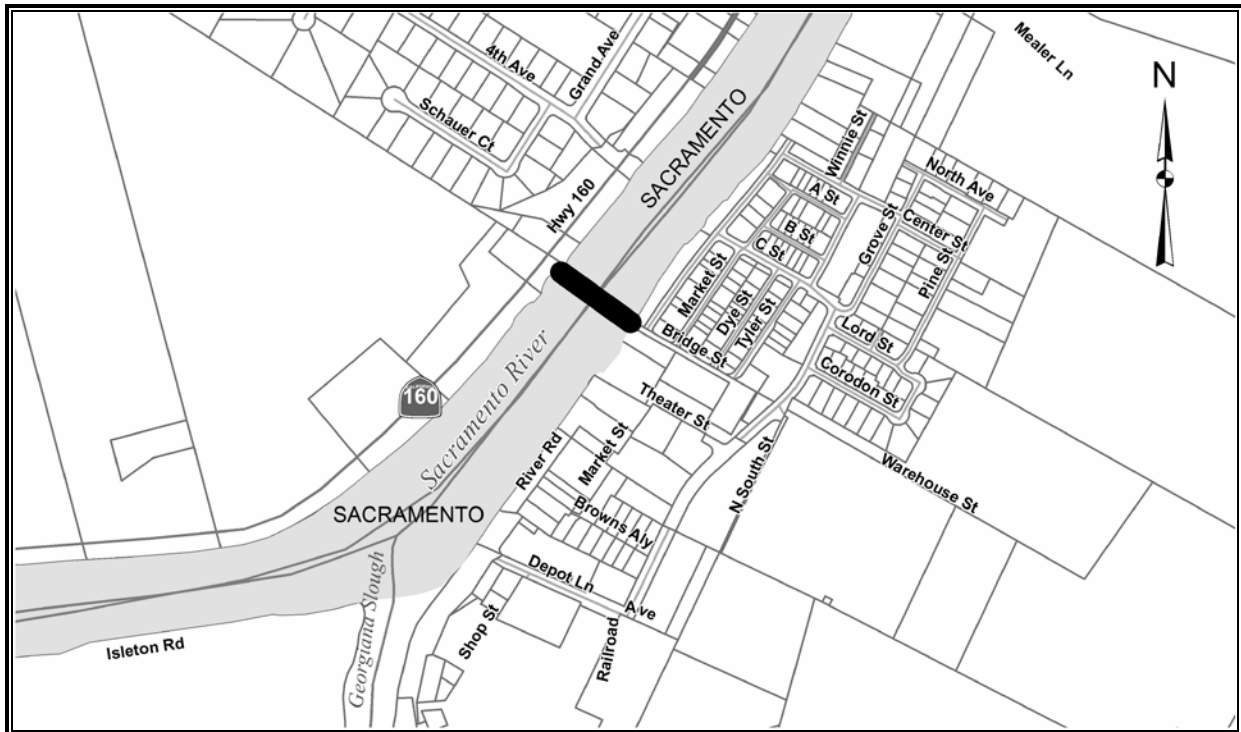 Mealer Ln
4th Ave
Grand Ave
N
Schauer Ct
SACRAMENTO
Winnie St
North Ave
A St
Hwy 160
Center St
B St
Grove St
C St
Pine St
Market St
Dye St
Tyler St
Lord St
Bridge St
Sacramento River
Corodon St
160
Theater St
Market St
River Rd
N South St
Warehouse St
SACRAMENTO
Browns Aly
Depot Ln
Georgiana Slough
Railroad Ave
Shop St
Isleton Rd